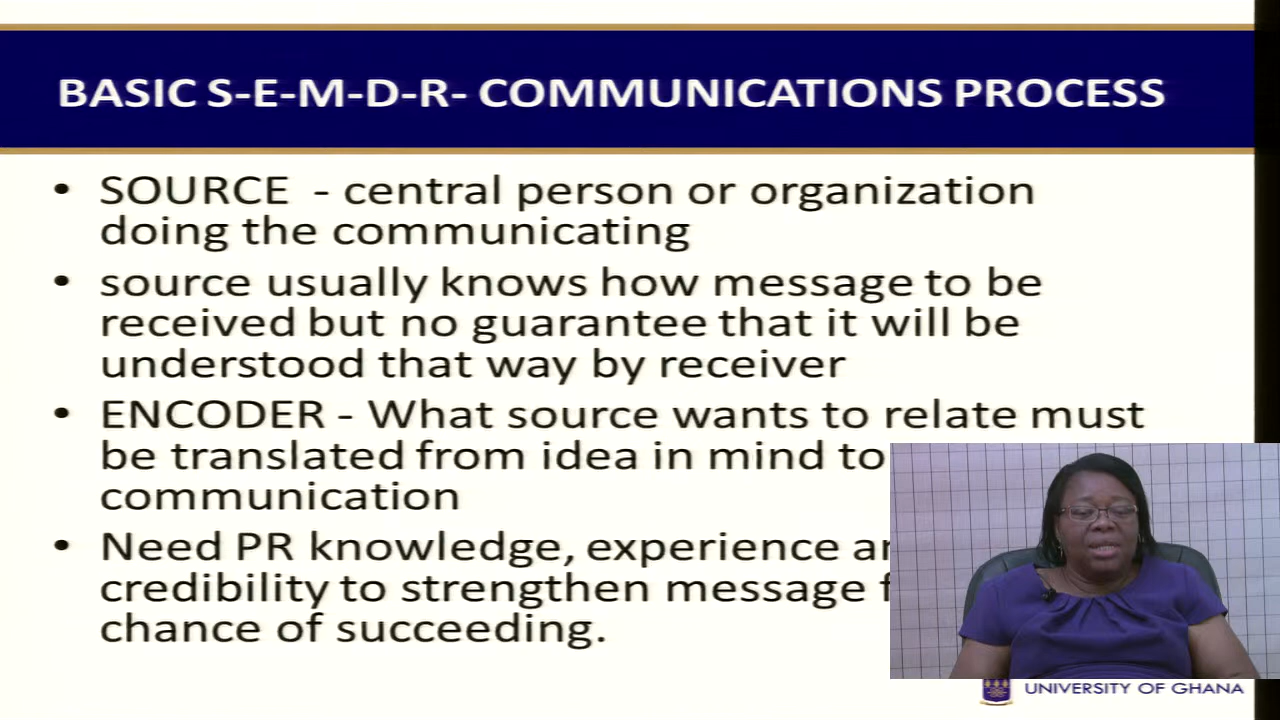 BASIC S-E-M-D-R- COMMUNICATIONS PROCESS
• SOURCE - central person or organization
doing the communicating
• source usually knows how message to be
received but no guarantee that it will be
understood that way by receiver
• ENCODER - What source wants to relate must
be translated from idea in mind to
communication
• Need PR knowledge, experience
credibility to strengthen message
chance of succeeding.
UNIVERSITY OF GHANA